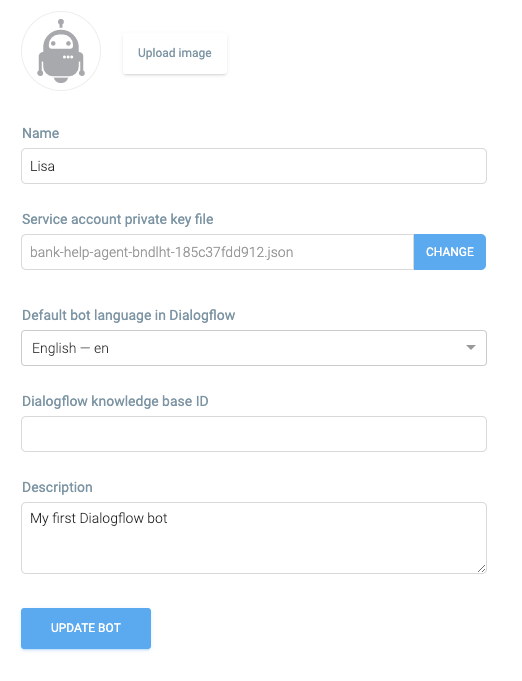 Upload image
Name
Lisa
Service account private key file
bank-help-agent-bndlht-185c37fdd912.json
CHANGE
Default bot language in Dialogflow
English — en
Dialogflow knowledge base ID
Description
My first Dialogflow bot
UPDATE BOT